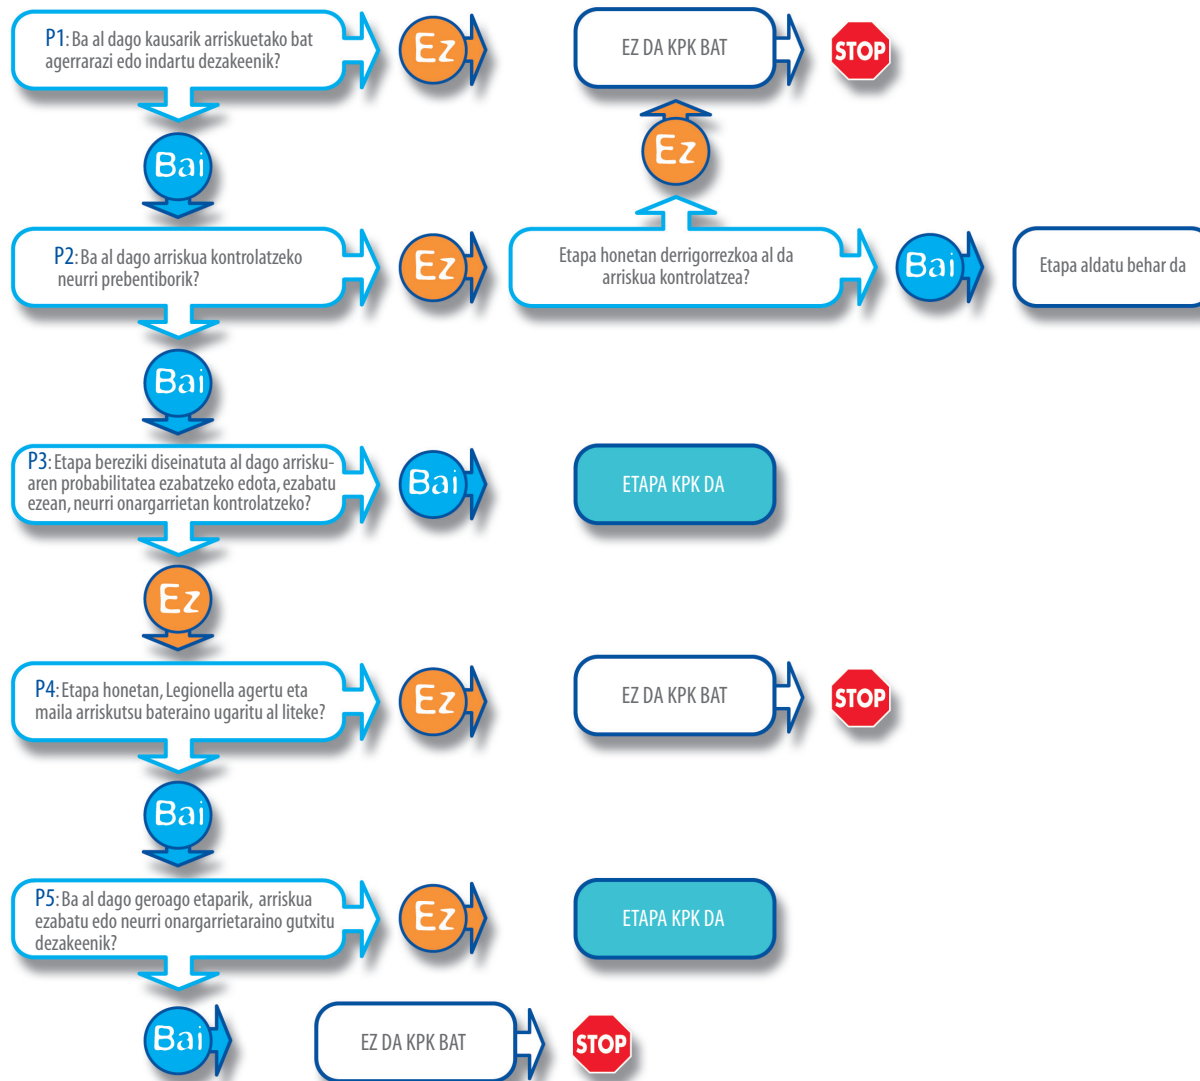 P1: Ba al dago kausarik arriskuetako bat
agerrarazi edo indartu dezakeenik?
Ez
EZ DA KPK BAT
STOP
Bai
Ez
P2: Ba al dago arriskua kontrolatzeko
neurri prebentiborik?
Ez
Etapa honetan derrigorrezkoa al da
arriskua kontrolatzea?
Bai
Etapa aldatu behar da
Bai
P3: Etapa bereziki diseinatuta al dago arrisku-
aren probabilitatea ezabatzeko edota, ezabatu
ezean, neurri onargarrietan kontrolatzeko?
Bai
ETAPA KPK DA
Ez
P4: Etapa honetan, Legionella agertu eta
maila arriskutsu bateraino ugaritu al liteke?
Ez
EZ DA KPK BAT
STOP
Bai
P5: Ba al dago geroago etaparik, arriskua
ezabatu edo neurri onargarrietaraino gutxitu
dezakeenik?
Ez
ETAPA KPK DA
Bai
EZ DA KPK BAT
STOP